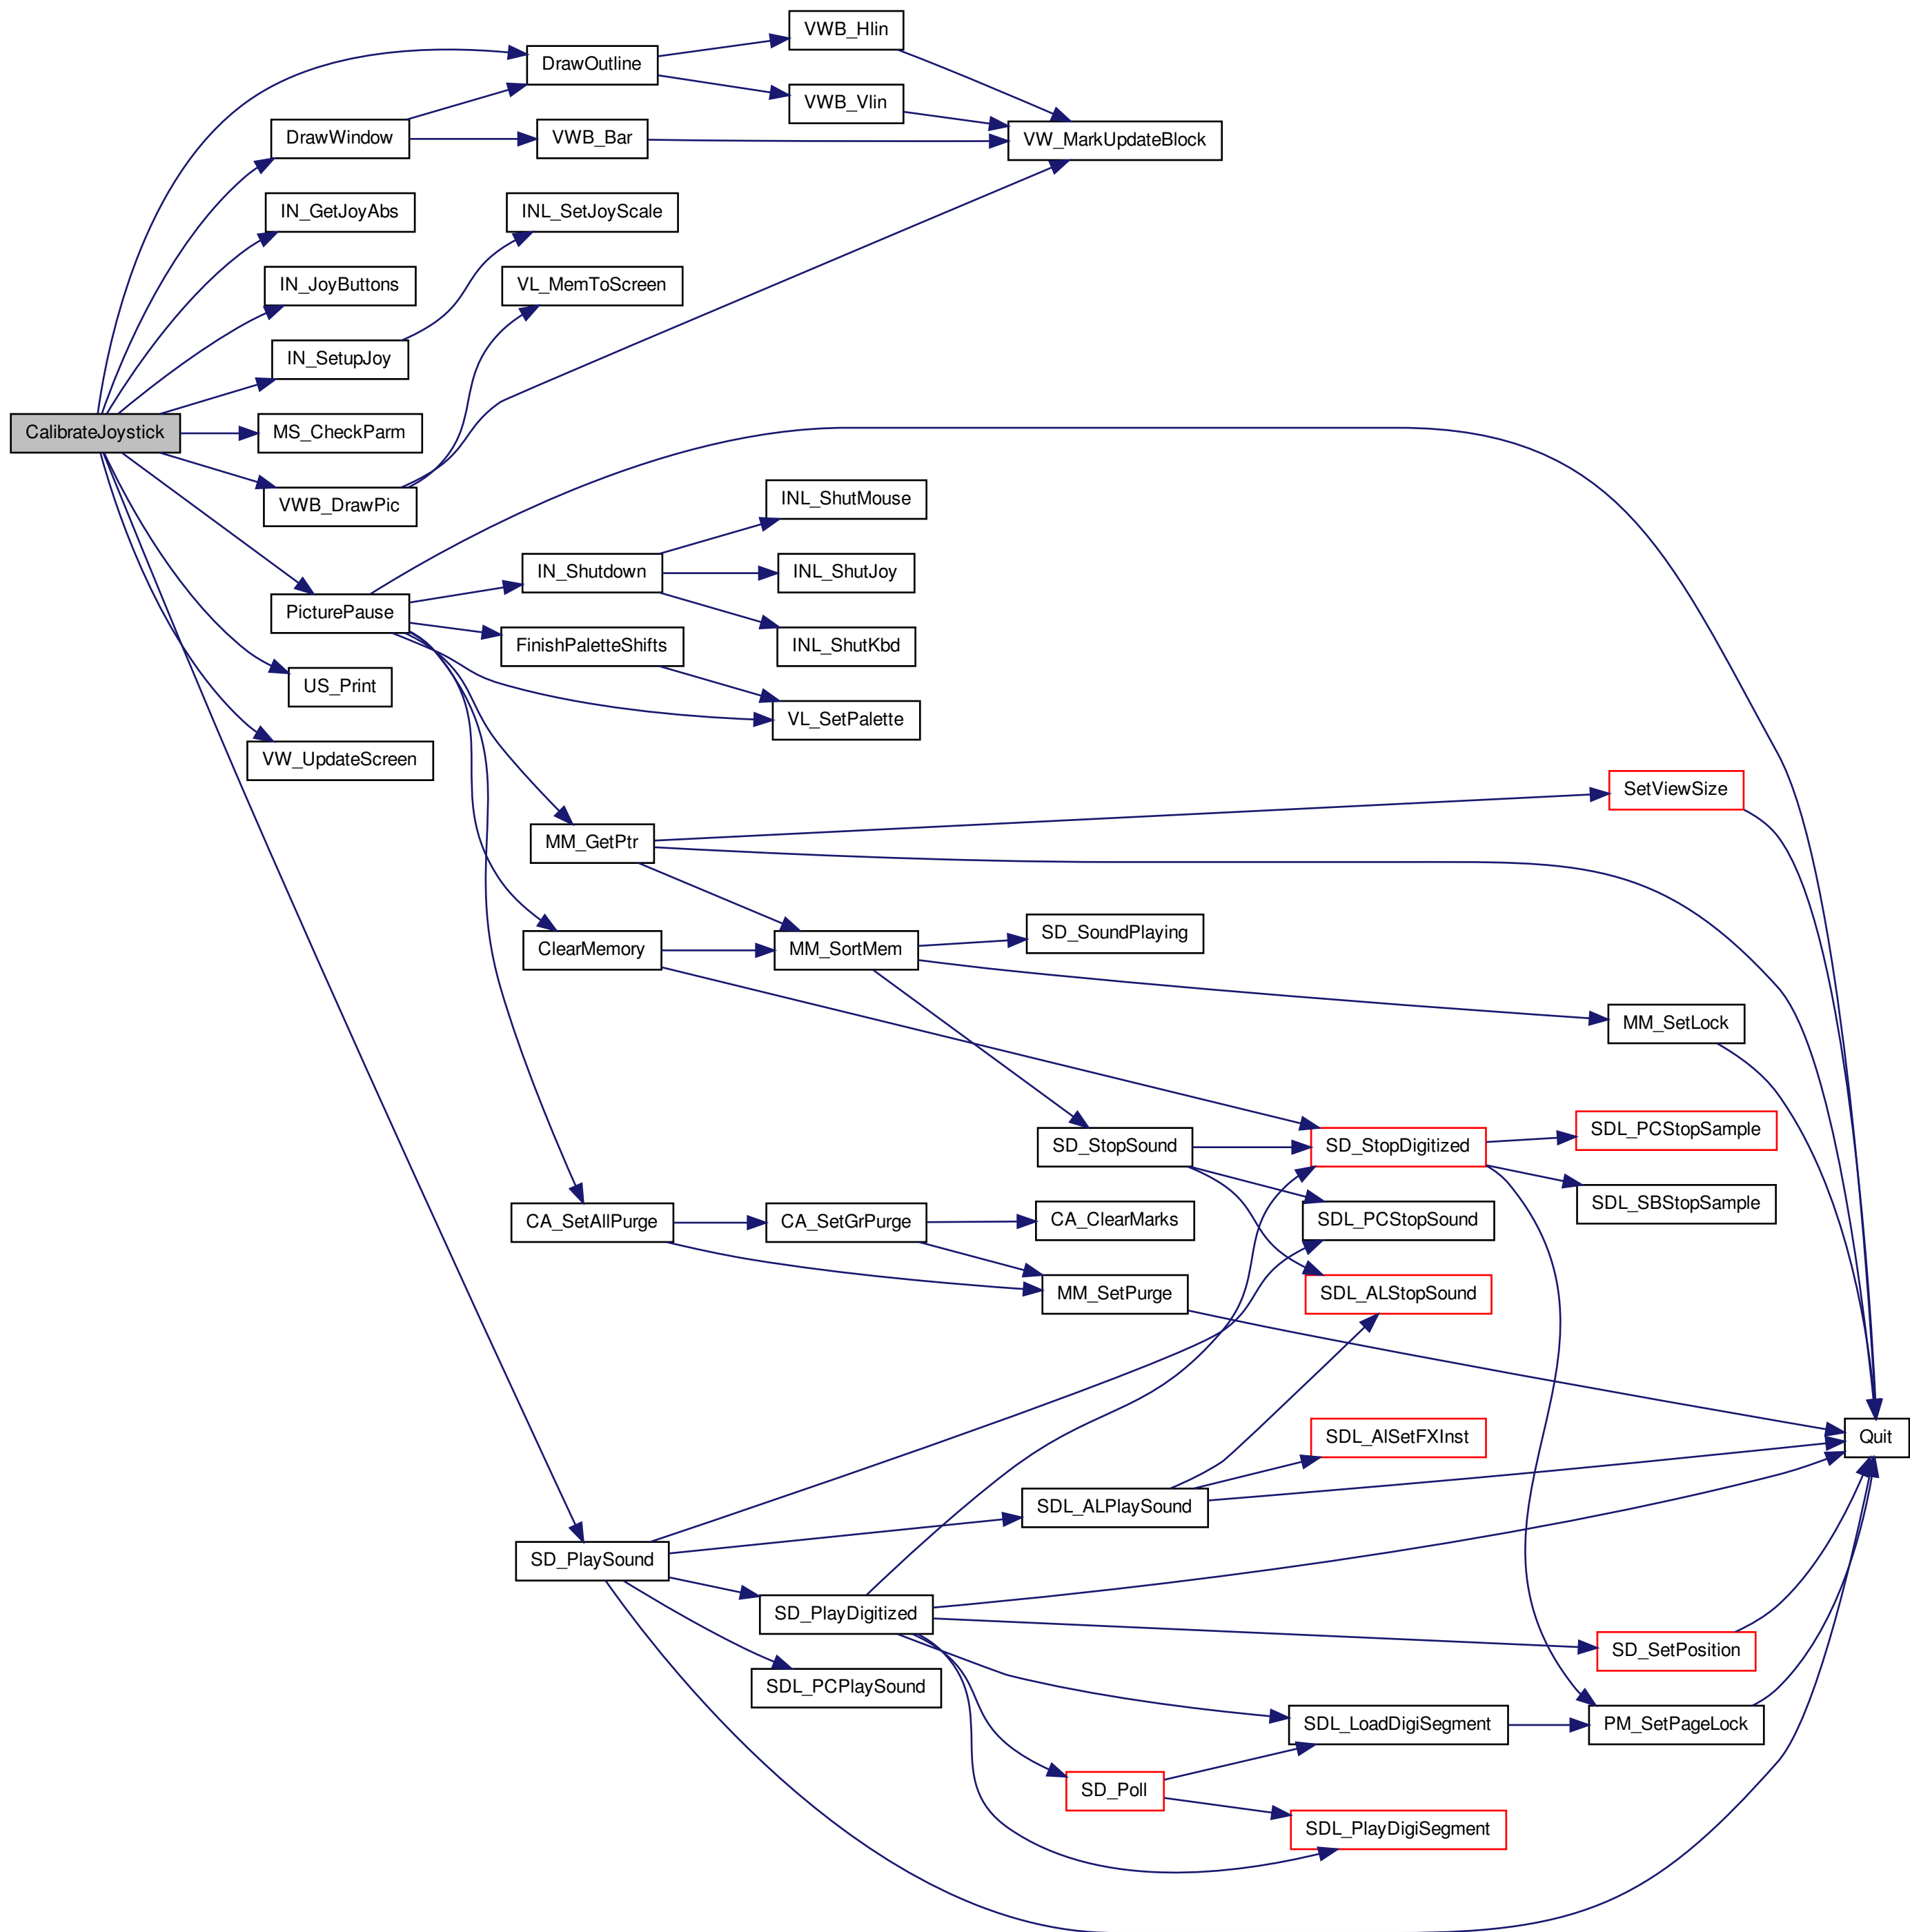 VWB_Hlin
DrawOutline
VWB_Vlin
DrawWindow
VWB_Bar
VW_MarkUpdateBlock
IN_GetJoyAbs
INL_SetJoyScale
IN_JoyButtons
VL_MemToScreen
IN_SetupJoy
CalibrateJoystick
MS_CheckParm
VWB_DrawPic
INL_ShutMouse
IN_Shutdown
INL_ShutJoy
PicturePause
FinishPaletteShifts
INL_ShutKbd
US_Print
VL_SetPalette
VW_UpdateScreen
SetViewSize
MM_GetPtr
SD_SoundPlaying
ClearMemory
MM_SortMem
MM_SetLock
SDL_PCStopSample
SD_StopSound
SD_StopDigitized
SDL_SBStopSample
CA_SetAllPurge
CA_SetGrPurge
CA_ClearMarks
SDL_PCStopSound
MM_SetPurge
SDL_ALStopSound
SDL_AlSetFXInst
Quit
SDL_ALPlaySound
SD_PlaySound
SD_PlayDigitized
SD_SetPosition
SDL_PCPlaySound
SDL_LoadDigiSegment
PM_SetPageLock
SD_Poll
SDL_PlayDigiSegment